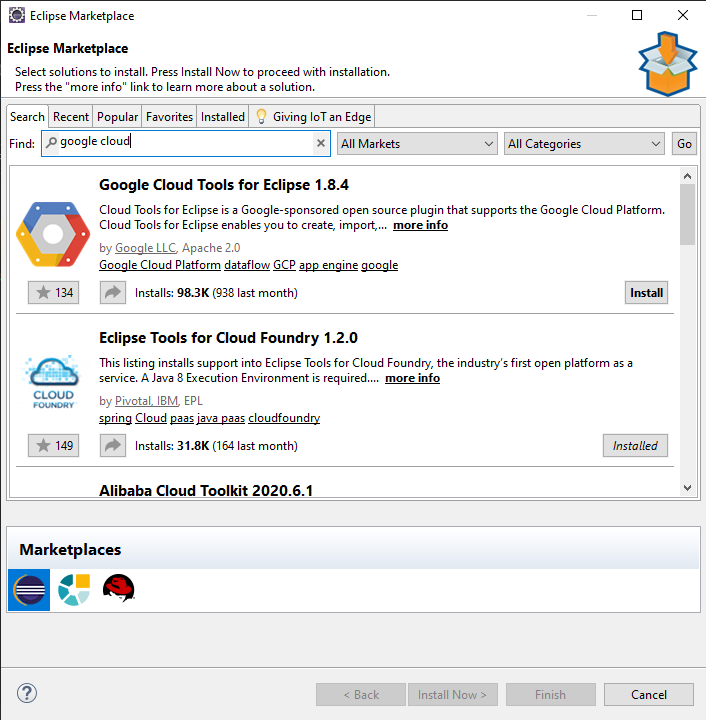 Eclipse Marketplace
Eclipse Marketplace
Select solutions to install. Press Install Now to proceed with installation.
Press the "more info" link to learn more about a solution.
Search Recent Popular Favorites Installed Giving IoT an Edge
Find: google cloud All Markets All Categories Go
Google Cloud Tools for Eclipse 1.8.4
Cloud Tools for Eclipse is a Google-sponsored open source plugin that supports the Google Cloud Platform.
Cloud Tools for Eclipse enables you to create, import,... more info
by Google LLC, Apache 2.0
Google Cloud Platform dataflow GCP app engine google
134 Installs: 98.3K (938 last month) Install
Eclipse Tools for Cloud Foundry 1.2.0
This listing installs support into Eclipse Tools for Cloud Foundry, the industry's first open platform as a
service. A Java 8 Execution Environment is required.... more info
CLOUD
FOUNDRY
by Pivotal, IBM, EPL
spring Cloud paas java paas cloudfoundry
149 Installs: 31.8K (164 last month) Installed
Alibaba Cloud Toolkit 2020.6.1
Marketplaces
? < Back Install Now > Finish Cancel